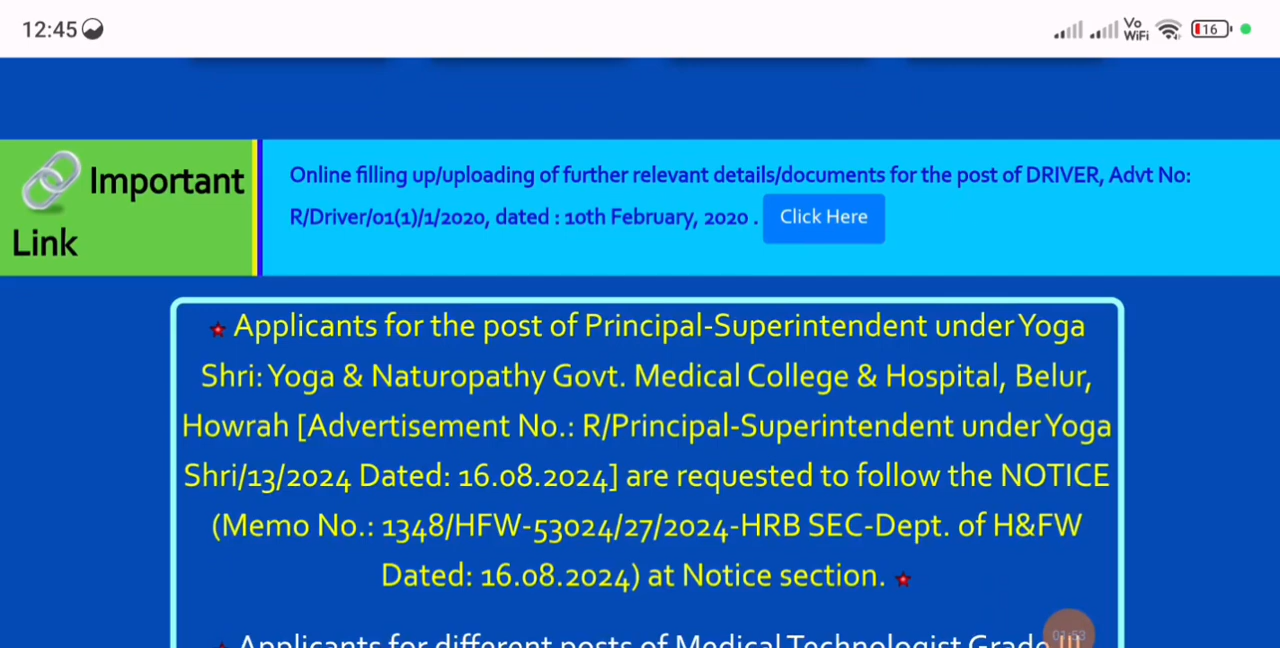 12:45
Vo
WiFi
16
Important
Link
Online filling up/uploading of further relevant details/documents for the post of DRIVER, Advt No:
R/Driver/01(1)/1/2020, dated : 10th February, 2020 . Click Here
Applicants for the post of Principal-Superintendent under Yoga
Shri: Yoga & Naturopathy Govt. Medical College & Hospital, Belur,
Howrah [Advertisement No.: R/Principal-Superintendent under Yoga
Shri/13/2024 Dated: 16.08.2024] are requested to follow the NOTICE
(Memo No.: 1348/HFW-53024/27/2024-HRB SEC-Dept. of H&FW
Dated: 16.08.2024) at Notice section.
Applicants for different posts of Medical Technologist Grade III
01:53